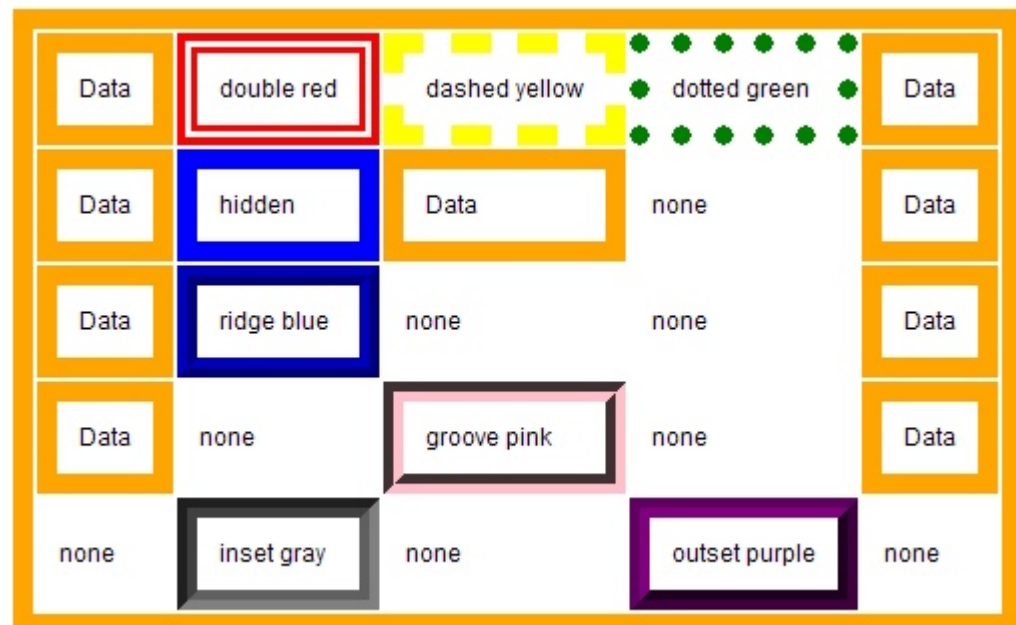 Data double red dashed yellow dotted green Data
Data hidden Data none Data
Data ridge blue none none Data
Data none groove pink none Data
none inset gray none outset purple none